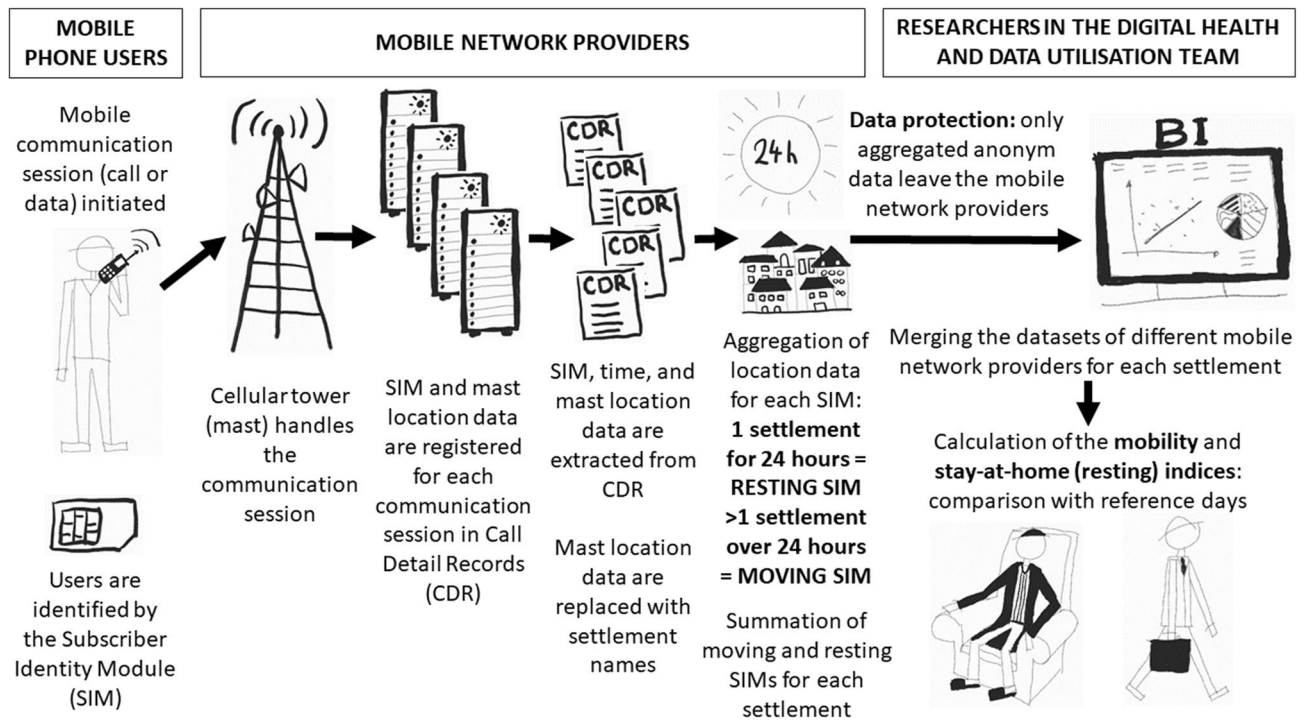 MOBILE
PHONE USERS
MOBILE NETWORK PROVIDERS
RESEARCHERS IN THE DIGITAL HEALTH
AND DATA UTILISATION TEAM
Mobile
communication
session (call or
data) initiated
Users are
identified by
the Subscriber
Identity Module
(SIM)
Cellular tower
(mast) handles
the
communication
session
SIM and mast
location data
are registered
for each
communication
session in Call
Detail Records
(CDR)
CDR
CDR
CDR
CDR
CDR
SIM, time, and
mast location
data are
extracted from
CDR
Mast location
data are
replaced with
settlement
names
24h
Aggregation of
location data
for each SIM:
1 settlement
for 24 hours =
RESTING SIM
>1 settlement
over 24 hours
= MOVING SIM
Summation of
moving and resting
SIMs for each
settlement
Data protection: only
aggregated anonym
data leave the mobile
network providers
BI
Merging the datasets of different mobile
network providers for each settlement
Calculation of the mobility and
stay-at-home (resting) indices:
comparison with reference days